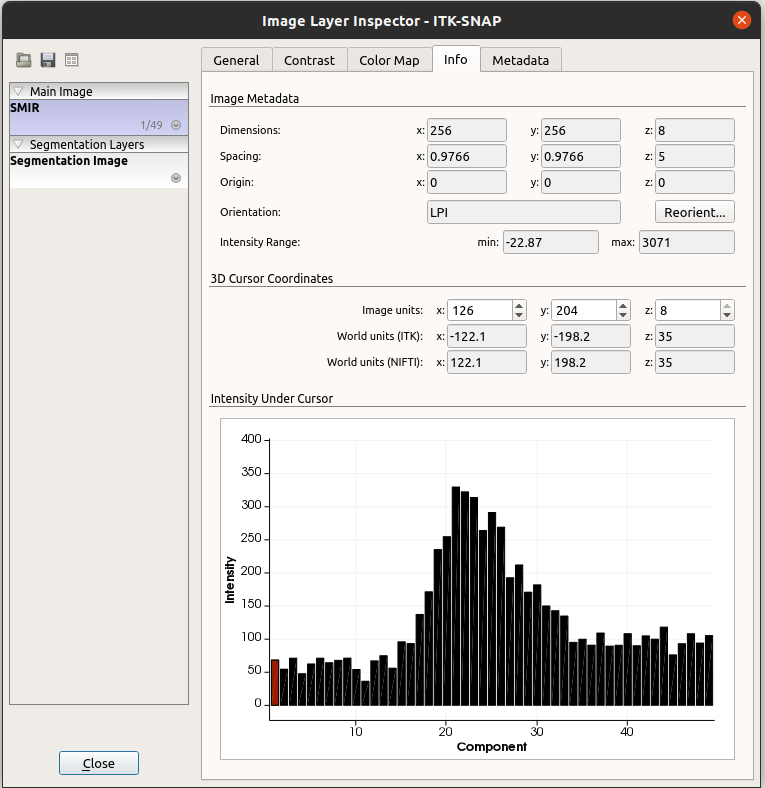 Image Layer Inspector - ITK-SNAP
General Contrast Color Map Info Metadata
Main Image
SMIR
1/49
Segmentation Layers
Segmentation Image
Image Metadata
Dimensions: x: 256 y: 256 z: 8
Spacing: x: 0.9766 y: 0.9766 z: 5
Origin: x: 0 y: 0 z: 0
Orientation: LPI Reorient...
Intensity Range: min: -22.87 max: 3071
3D Cursor Coordinates
Image units: x: 126 y: 204 z: 8
World units (ITK): x: -122.1 y: -198.2 z: 35
World units (NIFTI): x: 122.1 y: 198.2 z: 35
Intensity Under Cursor
400
350
300
250
200
150
100
50
0
Intensity
10 20 30 40
Component
Close